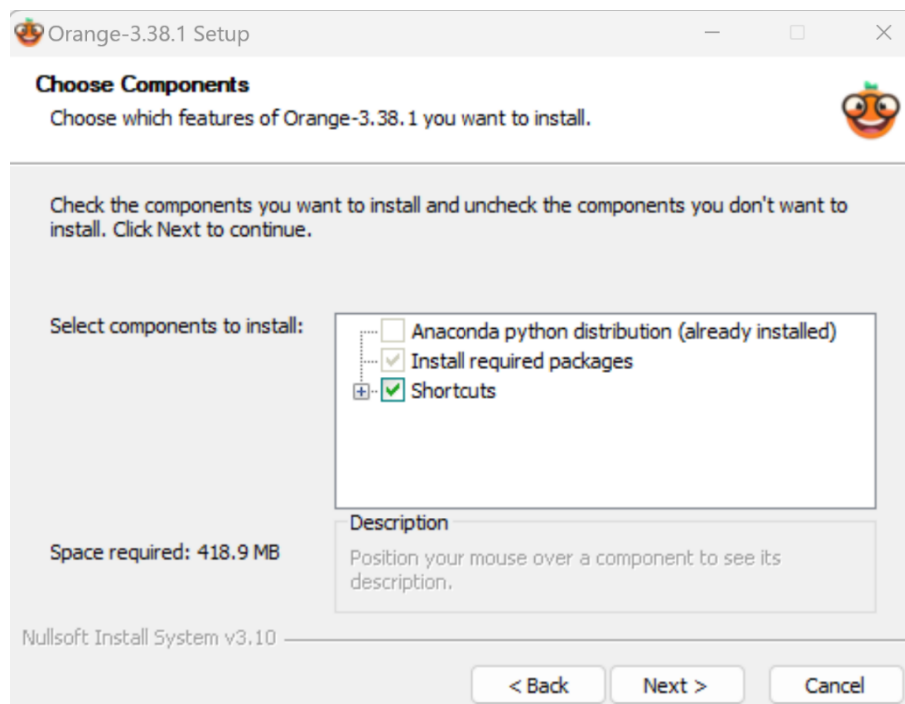 Orange-3.38.1 Setup
Choose Components
Choose which features of Orange-3.38.1 you want to install.
Check the components you want to install and uncheck the components you don't want to
install. Click Next to continue.
Select components to install:
Anaconda python distribution (already installed)
Install required packages
Shortcuts
Space required: 418.9 MB
Description
Position your mouse over a component to see its
description.
Nullsoft Install System v3.10
< Back
Next >
Cancel